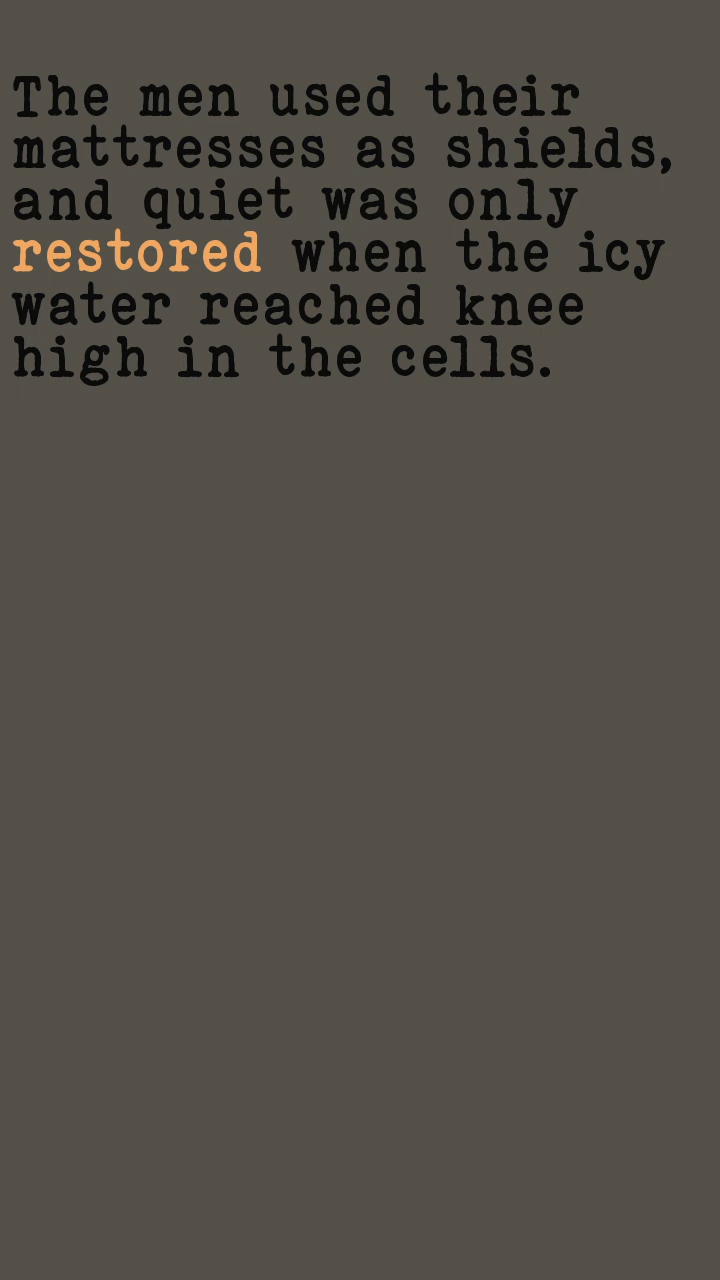 The men used their
mattresses as shields,
and quiet was only
restored when the icy
water reached knee
high in the cells.